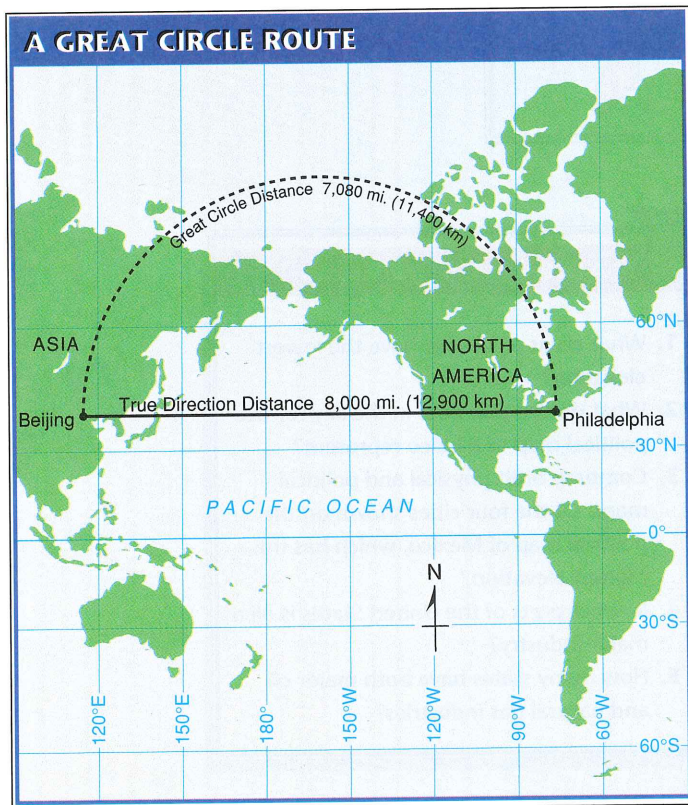 A GREAT CIRCLE ROUTE
Great Circle Distance 7,080 mi. (11,400 km)
60°N
ASIA
NORTH
AMERICA
True Direction Distance 8,000 mi. (12,900 km)
Beijing
Philadelphia
30°N
PACIFIC OCEAN
0°
N
30°S
120°E
150°E
180°
150°W
120°W
90°W
60°W
60°S